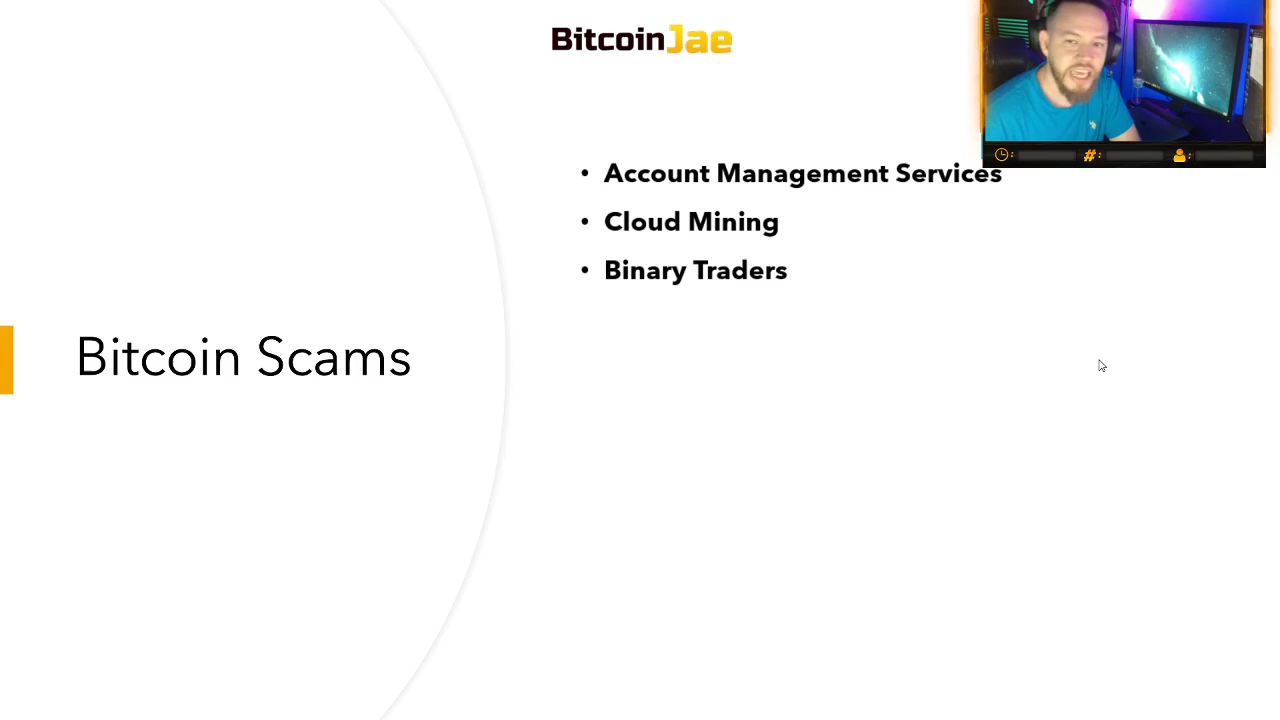 BitcoinJae
• Account Management Services
• Cloud Mining
• Binary Traders
Bitcoin Scams
#: